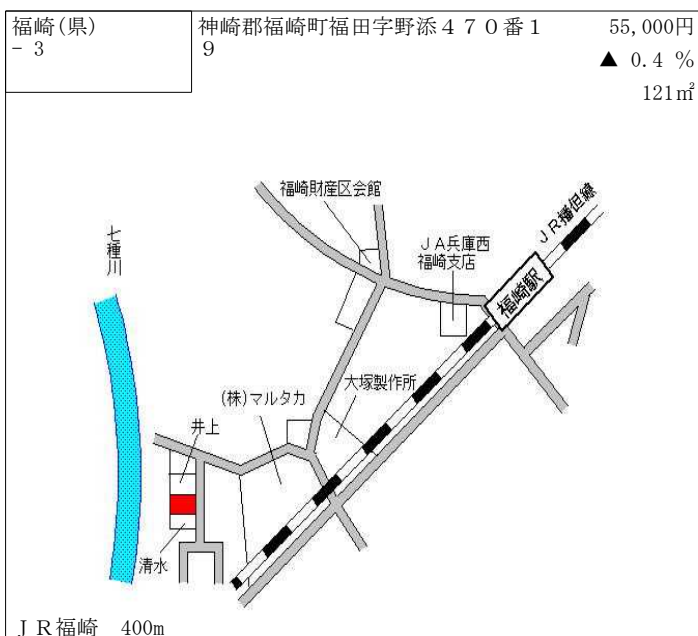 福崎(県)
- 3
神崎郡福崎町福田字野添４７０番１
９
55,000円
▲ 0.4 %
121㎡
福崎財産区会館
ＪＲ播但線
七種川
ＪＡ兵庫西
福崎支店
福崎駅
大塚製作所
(株)マルタカ
井上
清水
ＪＲ福崎　400m